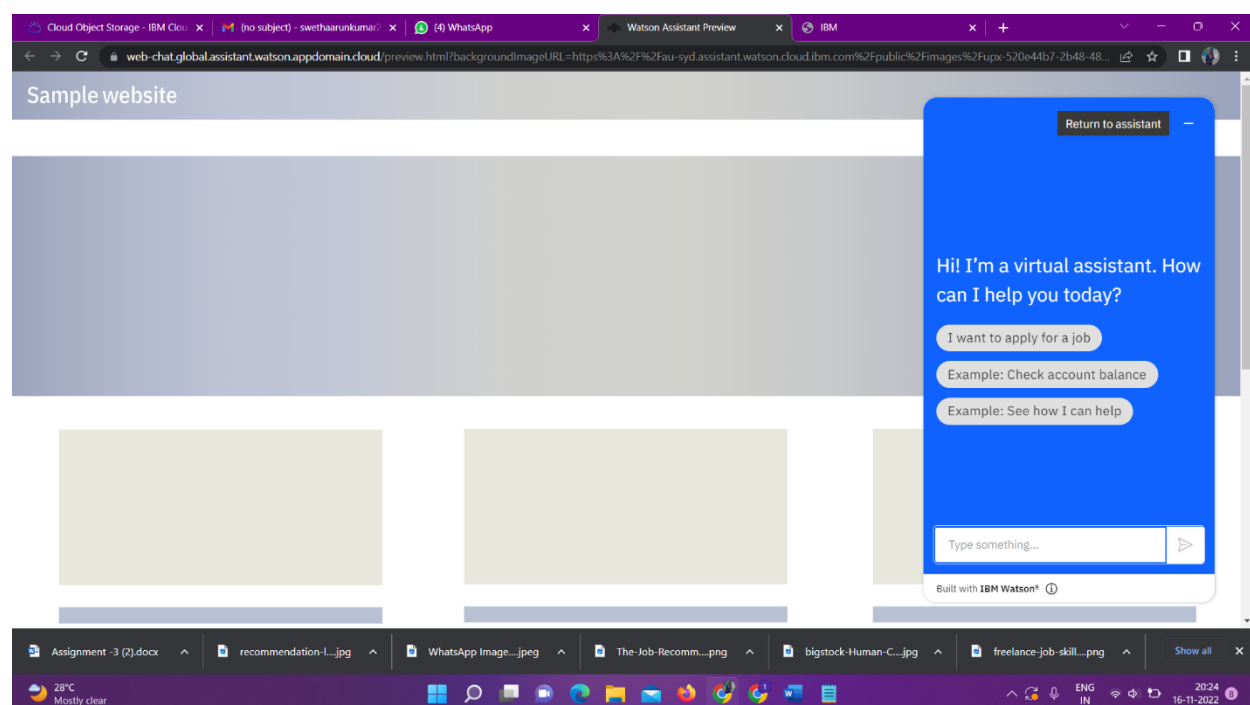 Cloud Object Storage - IBM Clou
(no subject) - swethaarunkumar2
(4) WhatsApp
Watson Assistant Preview
IBM
web-chat.global.assistant.watson.appdomain.cloud/preview.html?backgroundImageURL=https%3A%2F%2Fau-syd.assistant.watson.cloud.ibm.com%2Fpublic%2Fimages%2Fupx-520e44b7-2b48-48...
Sample website
Return to assistant
Hi! I'm a virtual assistant. How
can I help you today?
I want to apply for a job
Example: Check account balance
Example: See how I can help
Type something...
Built with IBM Watson®
Assignment -3 (2).docx
recommendation-l....jpg
WhatsApp Image....jpeg
The-Job-Recomm....png
bigstock-Human-C....jpg
freelance-job-skill....png
Show all
28°C
Mostly clear
ENG
IN
20:24
16-11-2022
8